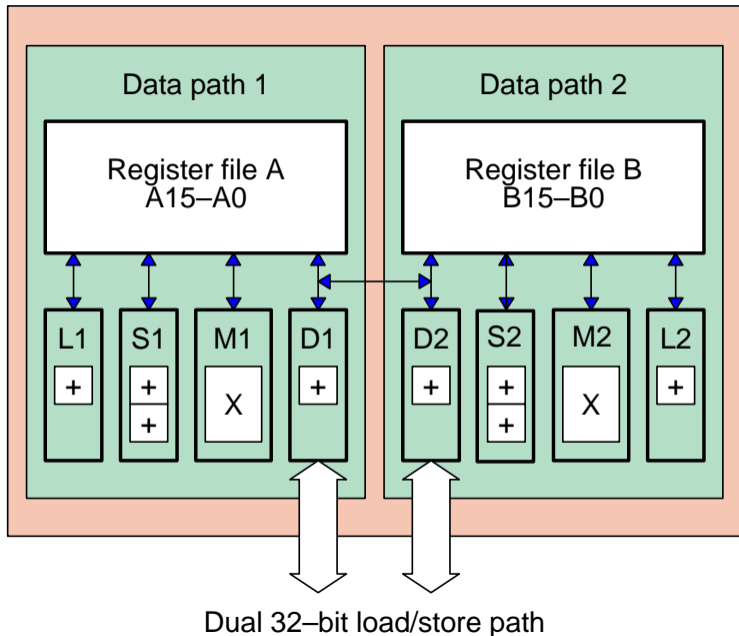 Data path 1
Data path 2
Register file A
A15–A0
Register file B
B15–B0
L1
S1
M1
D1
D2
S2
M2
L2
+
+
X
+
+
+
X
+
+
+
Dual 32–bit load/store path